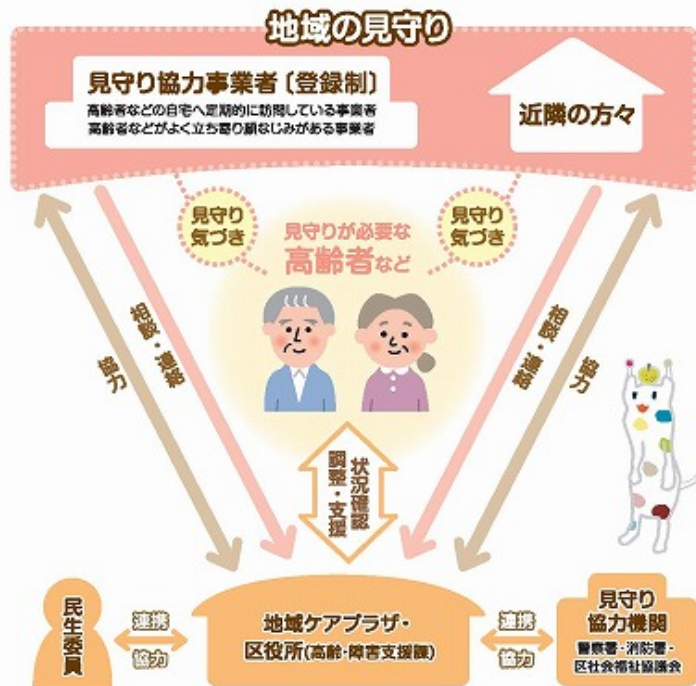 地域の見守り
見守り協力事業者〔登録制〕
高齢者などの自宅へ定期的に訪問している事業者
高齢者などがよく立ち寄り顔なじみがある事業者
近隣の方々
見守り
気づき
見守りが必要な
高齢者など
見守り
気づき
協力
相談・連絡
相談・連絡
協力
状況確認
調整・支援
民生委員
連携
協力
地域ケアプラザ・
区役所(高齢・障害支援課)
連携
協力
見守り
協力機関
警察署・消防署・
区社会福祉協議会